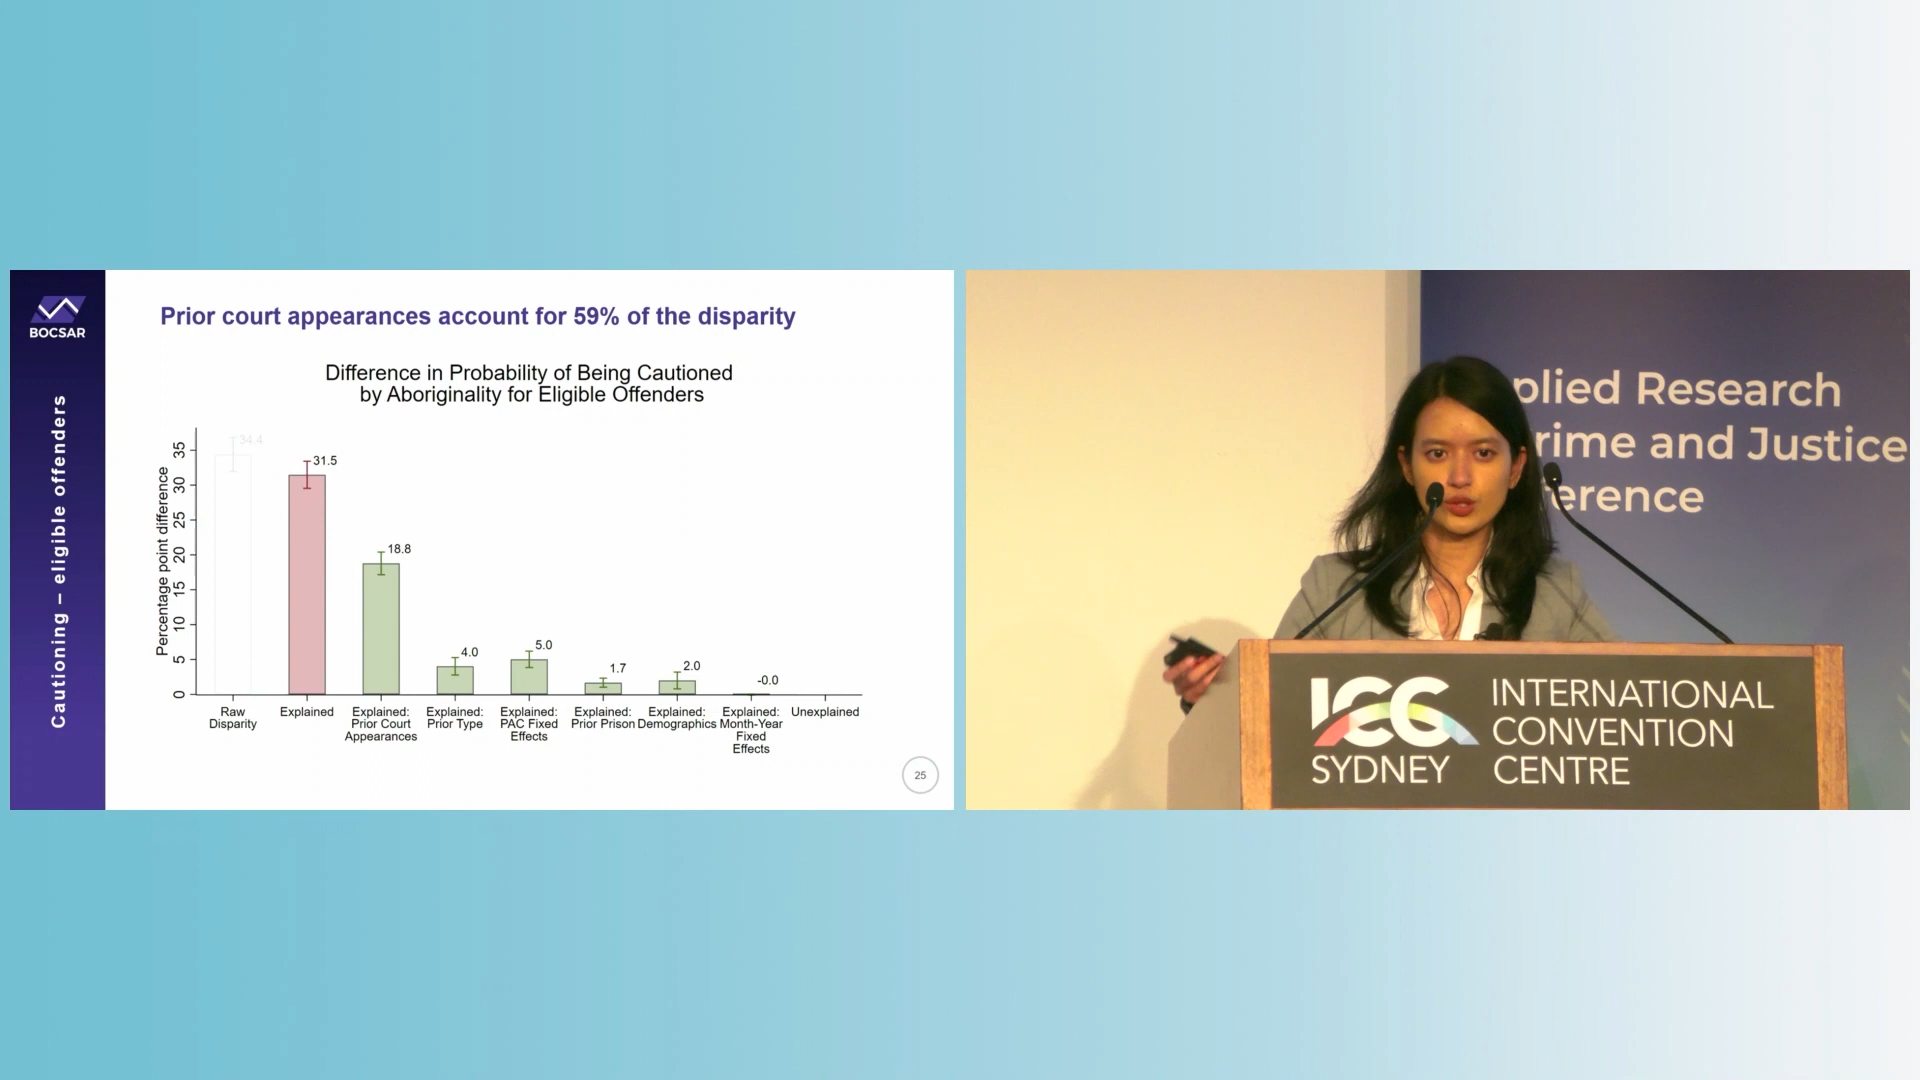 BOCSAR
Cautioning – eligible offenders
Prior court appearances account for 59% of the disparity
Difference in Probability of Being Cautioned
by Aboriginality for Eligible Offenders
Percentage point difference
35
30
25
20
15
10
5
0
34.4
31.5
18.8
4.0
5.0
1.7
2.0
-0.0
Raw
Disparity
Explained
Explained:
Prior Court
Appearances
Explained:
Prior Type
Explained:
PAC Fixed
Effects
Explained:
Prior Prison
Explained:
Demographics
Explained:
Month-Year
Fixed
Effects
Unexplained
25
plied Research
rime and Justice
ference
ICC
SYDNEY
INTERNATIONAL
CONVENTION
CENTRE